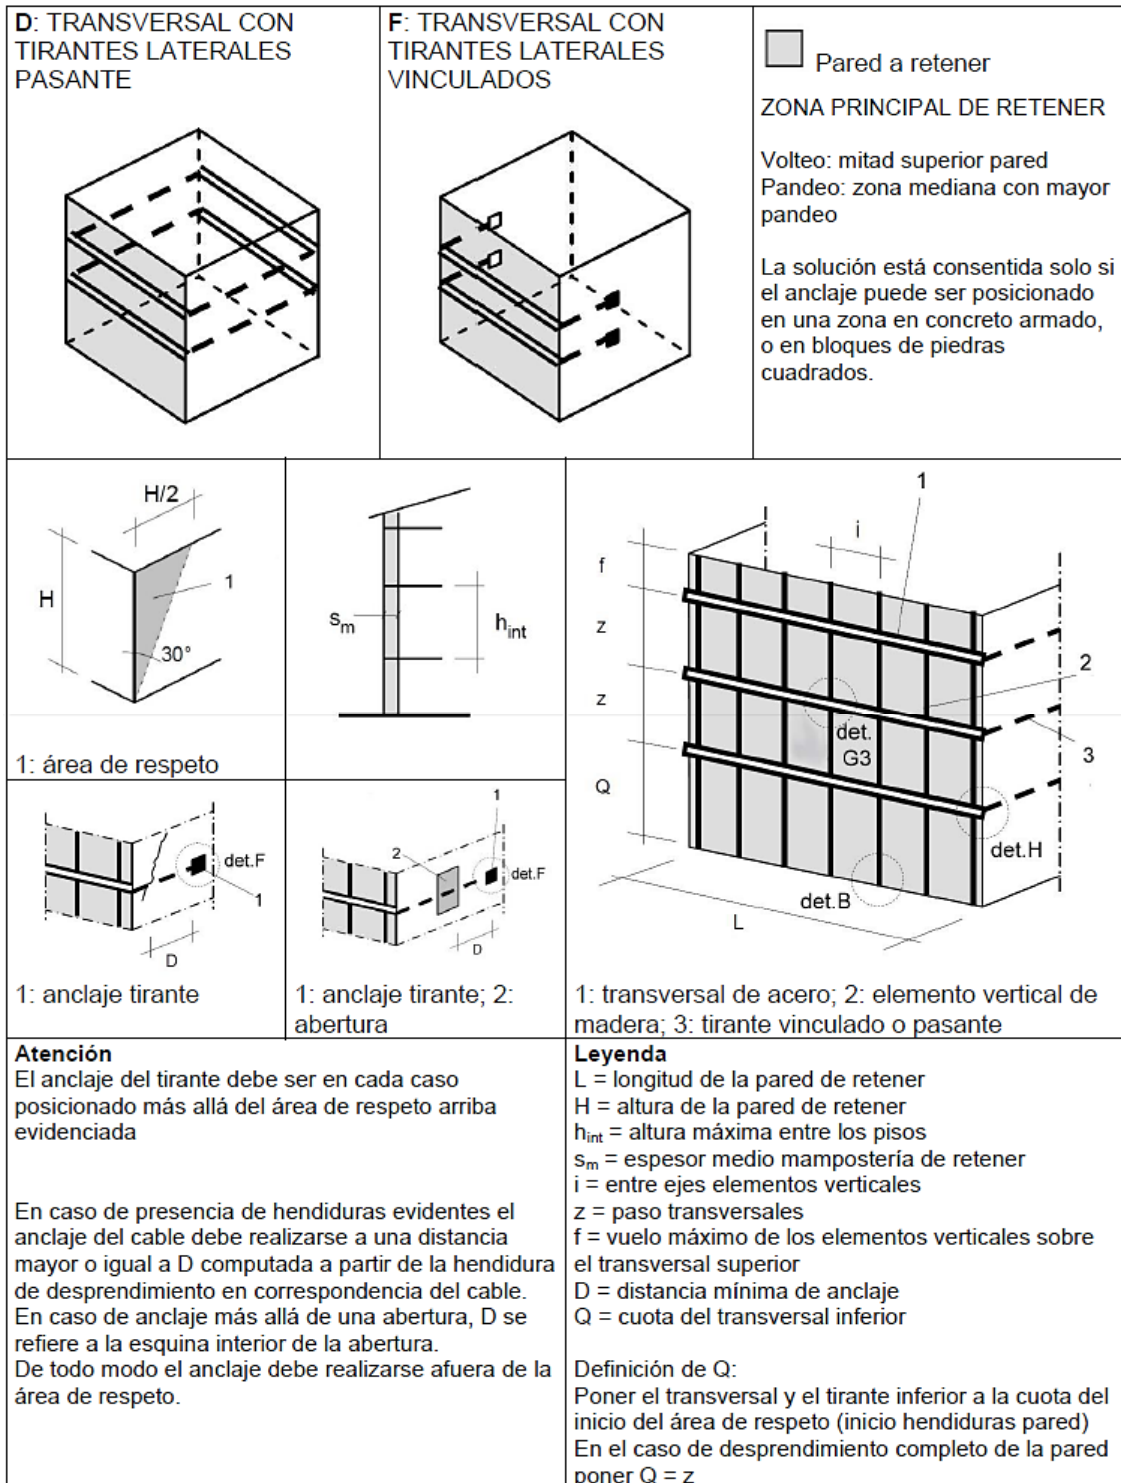 D: TRANSVERSAL CON
TIRANTES LATERALES
PASANTE
F: TRANSVERSAL CON
TIRANTES LATERALES
VINCULADOS
Pared a retener
ZONA PRINCIPAL DE RETENER
Volteo: mitad superior pared
Pandeo: zona mediana con mayor
pandeo
La solución está consentida solo si
el anclaje puede ser posicionado
en una zona en concreto armado,
o en bloques de piedras
cuadrados.
H/2
H
1
30°
1: área de respeto
sm
hint
1
i
f
z
z
Q
2
3
det.
G3
det.H
det.B
L
1: transversal de acero; 2: elemento vertical de
madera; 3: tirante vinculado o pasante
det.F
1
D
1: anclaje tirante
1
2
det.F
D
1: anclaje tirante; 2:
abertura
Atención
El anclaje del tirante debe ser en cada caso
posicionado más allá del área de respeto arriba
evidenciada
En caso de presencia de hendiduras evidentes el
anclaje del cable debe realizarse a una distancia
mayor o igual a D computada a partir de la hendidura
de desprendimiento en correspondencia del cable.
En caso de anclaje más allá de una abertura, D se
refiere a la esquina interior de la abertura.
De todo modo el anclaje debe realizarse afuera de la
área de respeto.
Leyenda
L = longitud de la pared de retener
H = altura de la pared de retener
hint = altura máxima entre los pisos
sm = espesor medio mampostería de retener
i = entre ejes elementos verticales
z = paso transversales
f = vuelo máximo de los elementos verticales sobre
el transversal superior
D = distancia mínima de anclaje
Q = cuota del transversal inferior
Definición de Q:
Poner el transversal y el tirante inferior a la cuota del
inicio del área de respeto (inicio hendiduras pared)
En el caso de desprendimiento completo de la pared
poner Q = z